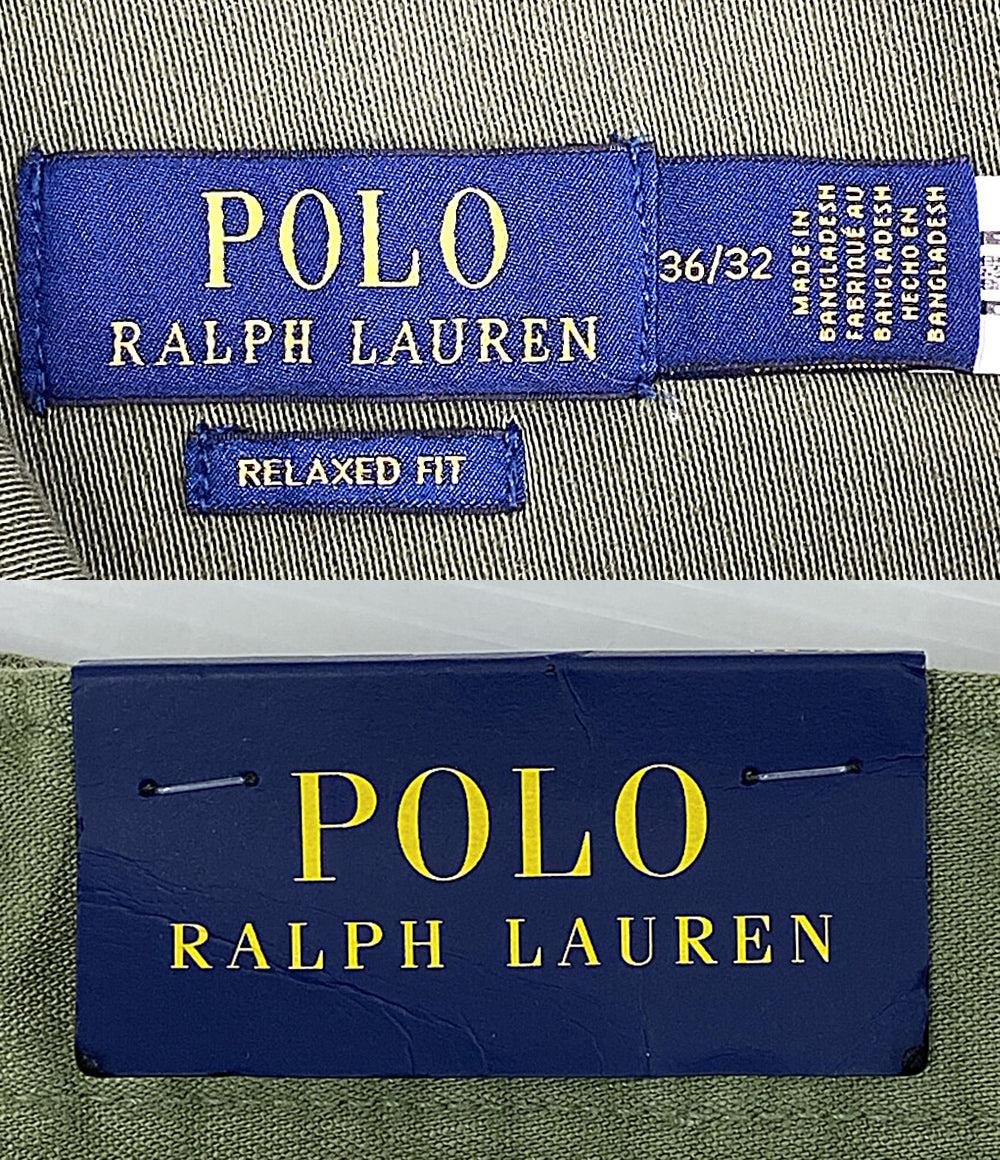 POLO
RALPH LAUREN
36/32
MADE IN
BANGLADESH
FABRIQUÉ AU
BANGLADESH
HECHO EN
BANGLADESH
RELAXED FIT
POLO
RALPH LAUREN